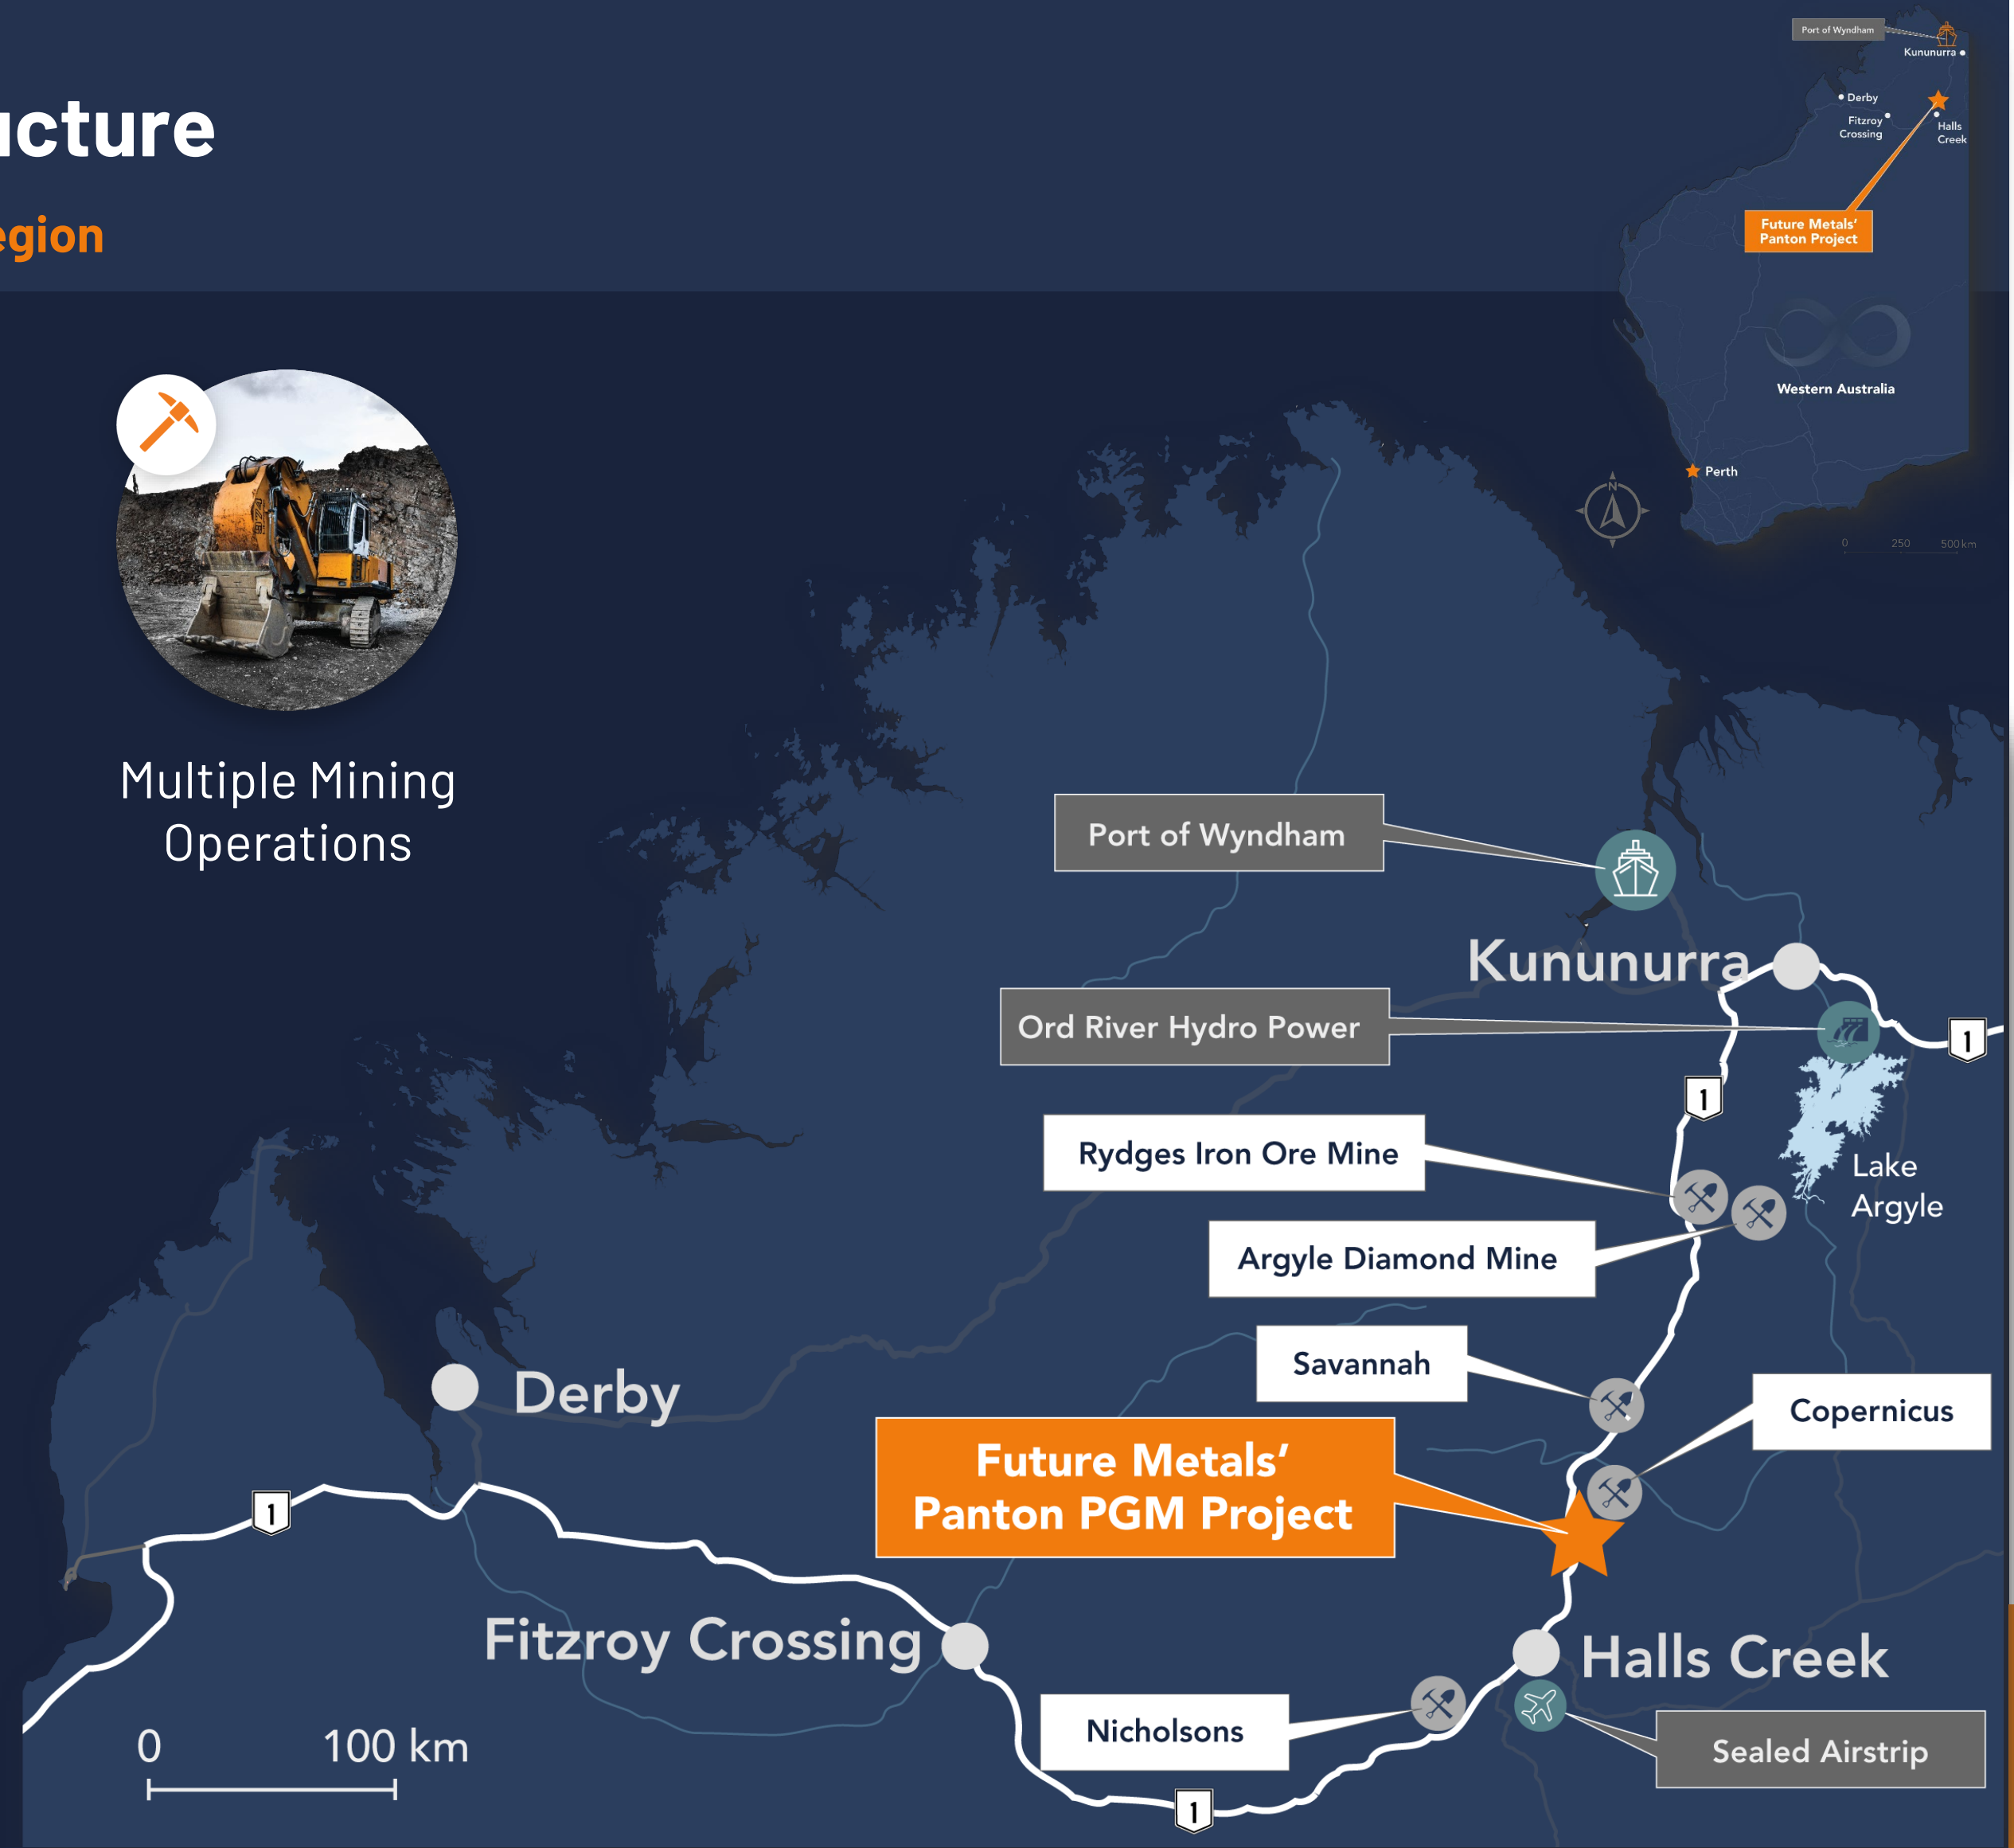 ucture
egion
Port of Wyndham
Kununurra
Derby
Fitzroy
Crossing
Halls
Creek
Future Metals'
Panton Project
Western Australia
Perth
N
0 250 500 km
Multiple Mining
Operations
Port of Wyndham
Kununurra
Ord River Hydro Power
1
1
Rydges Iron Ore Mine
Lake
Argyle
Argyle Diamond Mine
Savannah
Copernicus
Derby
Future Metals'
Panton PGM Project
1
Fitzroy Crossing
Halls Creek
Nicholsons
Sealed Airstrip
0 100 km
1